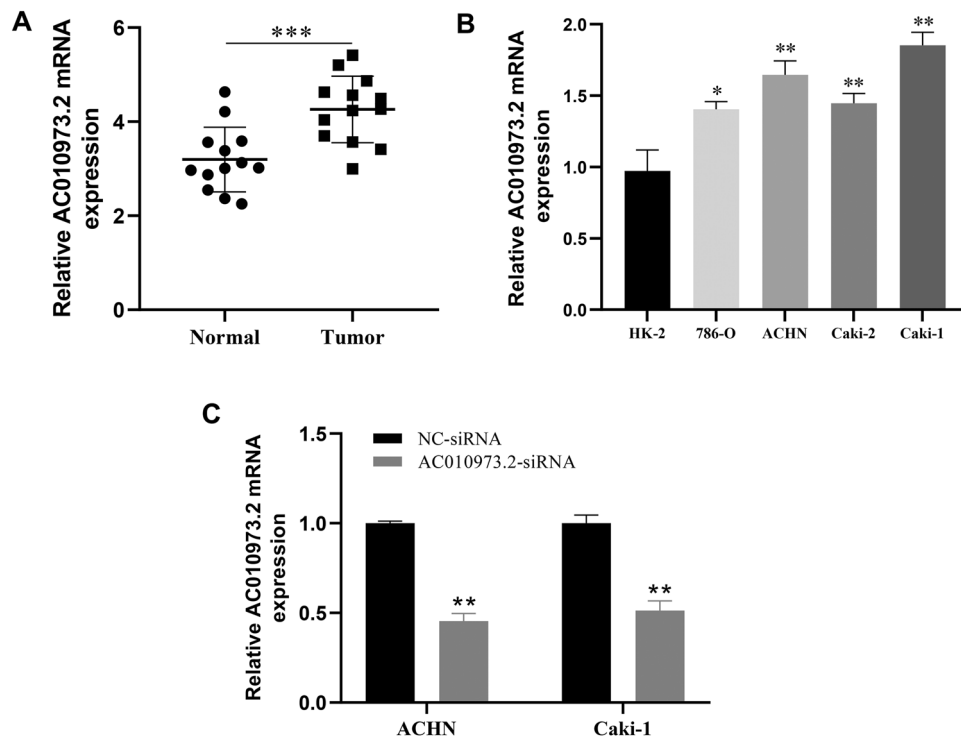 A
Relative AC010973.2 mRNA
expression
6
4
2
0
***
Normal
Tumor
B
Relative AC010973.2 mRNA
expression
2.0
1.5
1.0
0.5
0.0
*
**
**
**
HK-2
786-O
ACHN
Caki-2
Caki-1
C
Relative AC010973.2 mRNA
expression
1.5
1.0
0.5
0.0
NC-siRNA
AC010973.2-siRNA
**
**
ACHN
Caki-1